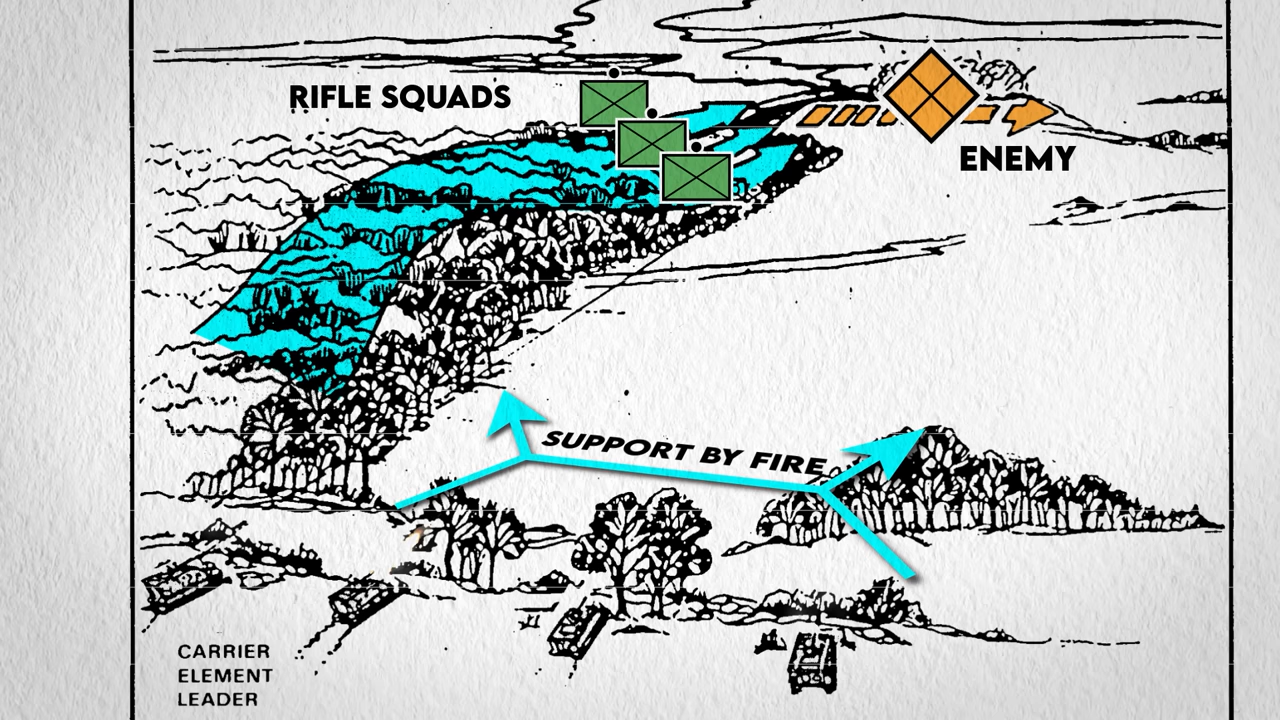 RIFLE SQUADS
ENEMY
SUPPORT BY FIRE
CARRIER
ELEMENT
LEADER